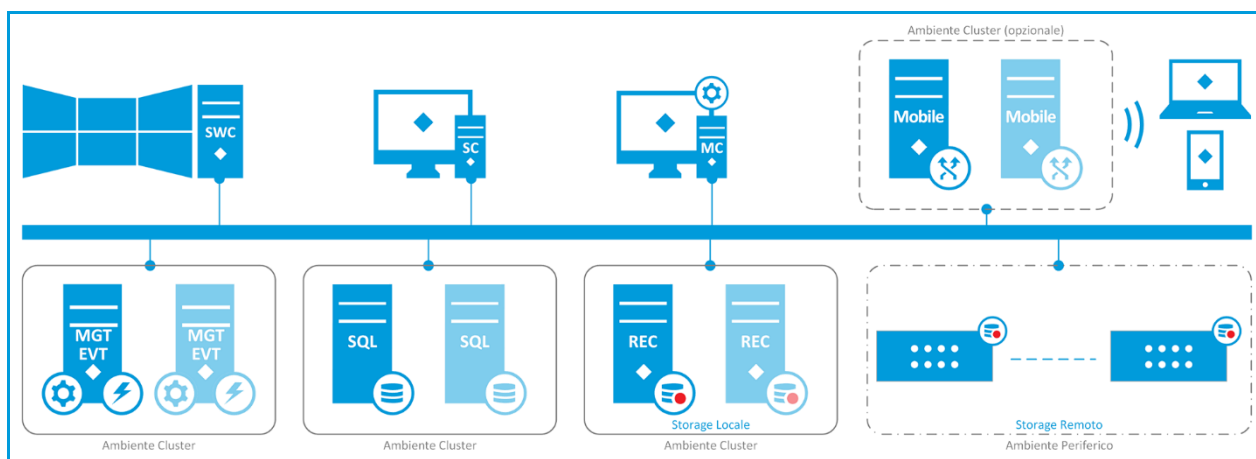 Ambiente Cluster (opzionale)
SWC
SC
MC
Mobile
Mobile
MGT
EVT
MGT
EVT
SQL
SQL
REC
REC
Storage Locale
Storage Remoto
Ambiente Cluster
Ambiente Cluster
Ambiente Cluster
Ambiente Periferico